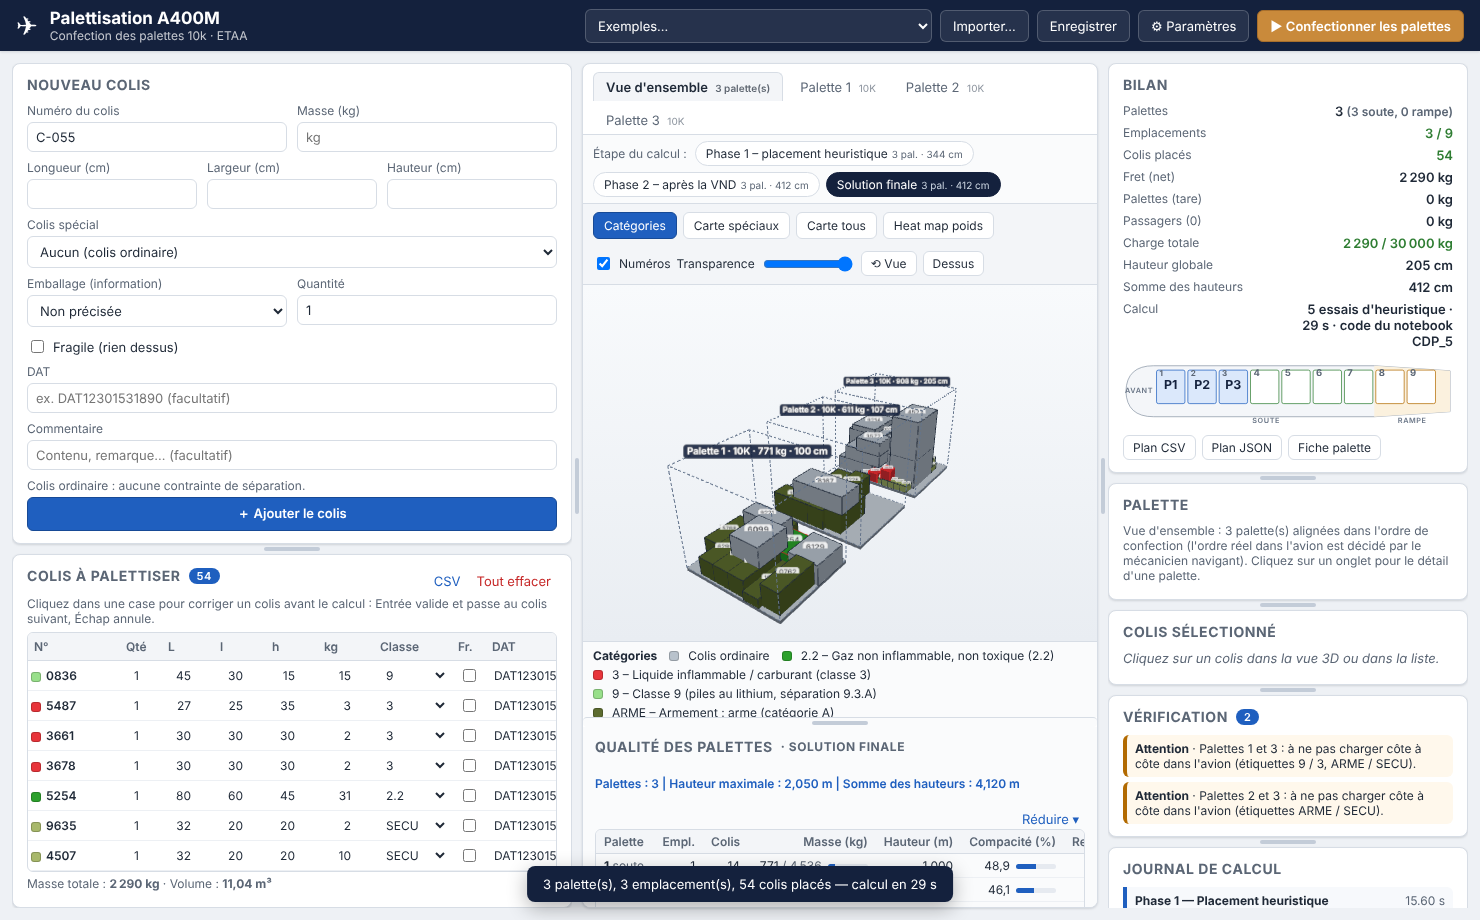 Palettisation A400M
Confection des palettes 10k · ETAA
Exemples...
Importer...
Enregistrer
⚙ Paramètres
▶ Confectionner les palettes
NOUVEAU COLIS
Numéro du colis
Masse (kg)
C-055
kg
Longueur (cm)
Largeur (cm)
Hauteur (cm)
Colis spécial
Aucun (colis ordinaire)
Emballage (information)
Quantité
Non précisée
1
Fragile (rien dessus)
DAT
ex. DAT12301531890 (facultatif)
Commentaire
Contenu, remarque... (facultatif)
Colis ordinaire : aucune contrainte de séparation.
+ Ajouter le colis
COLIS À PALETTISER 54
CSV
Tout effacer
Cliquez dans une case pour corriger un colis avant le calcul : Entrée valide et passe au colis
suivant, Échap annule.
N° Qté L l h kg Classe Fr. DAT
0836 1 45 30 15 15 9 DAT123015
5487 1 27 25 35 3 3 DAT123015
3661 1 30 30 30 2 3 DAT123015
3678 1 30 30 30 2 3 DAT123015
5254 1 80 60 45 31 2.2 DAT123015
9635 1 32 20 20 2 SECU DAT123015
4507 1 32 20 20 10 SECU DAT123015
Masse totale : 2 290 kg · Volume : 11,04 m³
Vue d'ensemble 3 palette(s)
Palette 1 10K
Palette 2 10K
Palette 3 10K
Étape du calcul :
Phase 1 – placement heuristique 3 pal. · 344 cm
Phase 2 – après la VND 3 pal. · 412 cm
Solution finale 3 pal. · 412 cm
Catégories
Carte spéciaux
Carte tous
Heat map poids
Numéros
Transparence
⟲ Vue
Dessus
Palette 3 · 10K · 908 kg · 205 cm
Palette 2 · 10K · 611 kg · 107 cm
Palette 1 · 10K · 771 kg · 100 cm
Catégories
Colis ordinaire
2.2 – Gaz non inflammable, non toxique (2.2)
3 – Liquide inflammable / carburant (classe 3)
9 – Classe 9 (piles au lithium, séparation 9.3.A)
ARME – Armement : arme (catégorie A)
QUALITÉ DES PALETTES · SOLUTION FINALE
Palettes : 3 | Hauteur maximale : 2,050 m | Somme des hauteurs : 4,120 m
Réduire ▾
Palette Empl. Colis Masse (kg) Hauteur (m) Compacité (%) Re
1 soute 1 14 771 / 4 536 1,000 48,9
46,1
3 palette(s), 3 emplacement(s), 54 colis placés — calcul en 29 s
BILAN
Palettes 3 (3 soute, 0 rampe)
Emplacements 3 / 9
Colis placés 54
Fret (net) 2 290 kg
Palettes (tare) 0 kg
Passagers (0) 0 kg
Charge totale 2 290 / 30 000 kg
Hauteur globale 205 cm
Somme des hauteurs 412 cm
Calcul 5 essais d'heuristique ·
29 s · code du notebook
CDP_5
1 2 3 4 5 6 7 8 9
AVANT P1 P2 P3
SOUTE RAMPE
Plan CSV
Plan JSON
Fiche palette
PALETTE
Vue d'ensemble : 3 palette(s) alignées dans l'ordre de
confection (l'ordre réel dans l'avion est décidé par le
mécanicien navigant). Cliquez sur un onglet pour le détail
d'une palette.
COLIS SÉLECTIONNÉ
Cliquez sur un colis dans la vue 3D ou dans la liste.
VÉRIFICATION 2
Attention · Palettes 1 et 3 : à ne pas charger côte à
côte dans l'avion (étiquettes 9 / 3, ARME / SECU).
Attention · Palettes 2 et 3 : à ne pas charger côte à
côte dans l'avion (étiquettes ARME / SECU).
JOURNAL DE CALCUL
Phase 1 — Placement heuristique 15.60 s